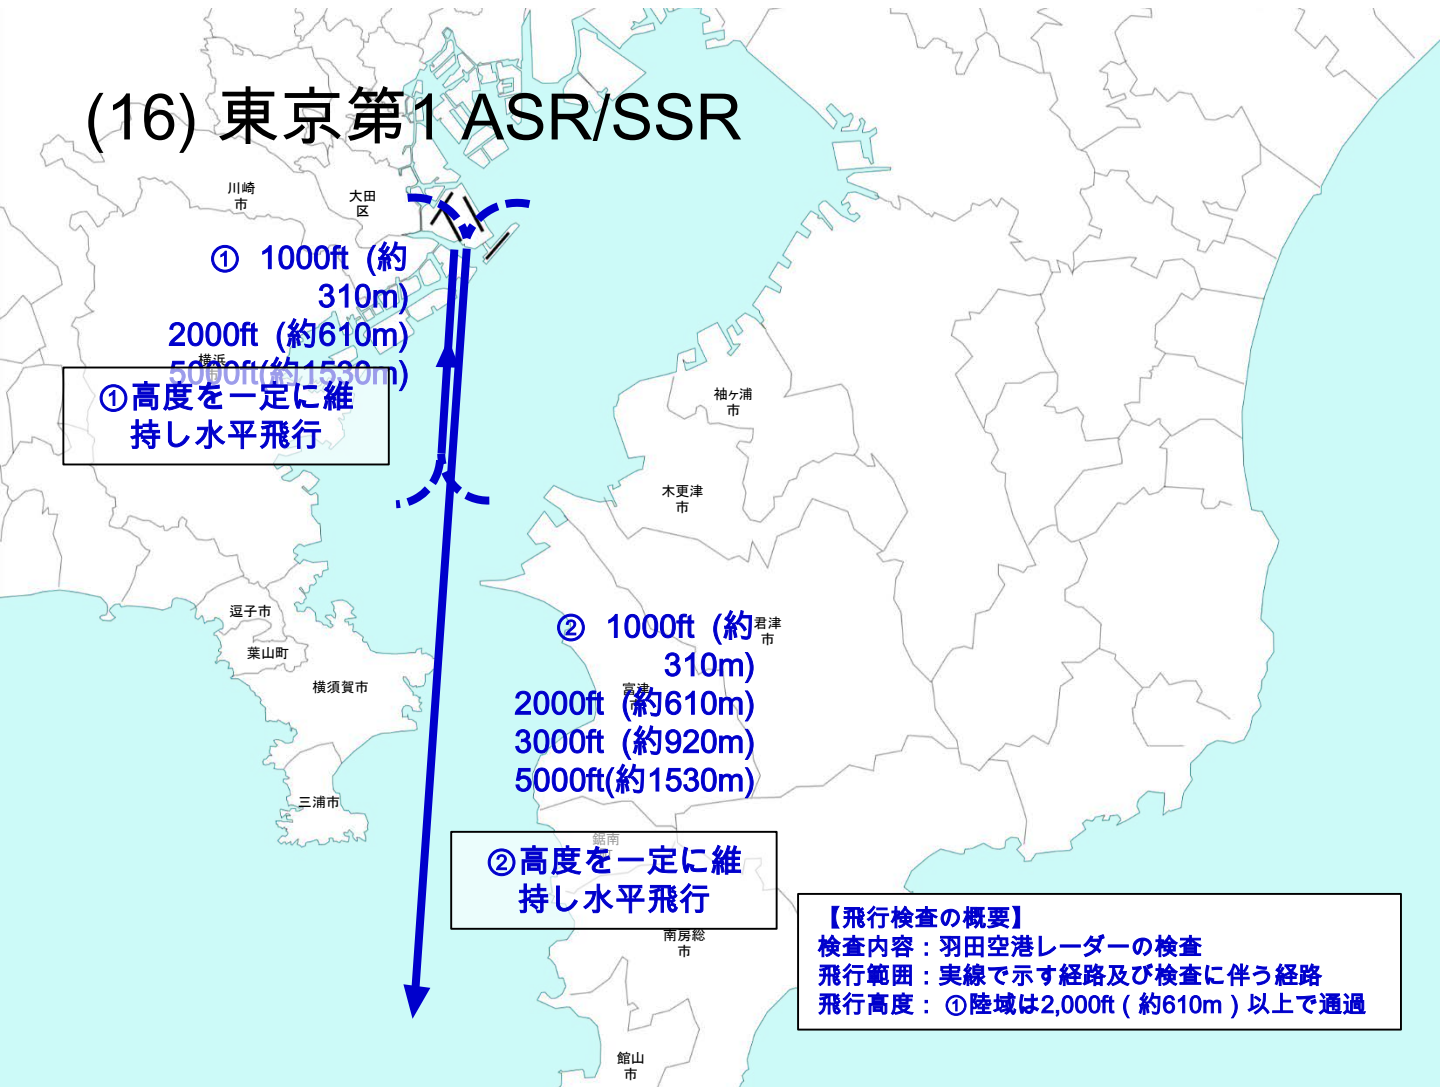 (16) 東京第1 ASR/SSR
川崎
市
大田
区
① 1000ft (約
310m)
2000ft (約610m)
5000ft(約1530m)
横浜
①高度を一定に維
持し水平飛行
袖ヶ浦
市
木更津
市
逗子市
葉山町
横須賀市
三浦市
② 1000ft (約
310m)
2000ft (約610m)
3000ft (約920m)
5000ft(約1530m)
君津
市
富津
市
鋸南
②高度を一定に維
持し水平飛行
南房総
市
館山
市
【飛行検査の概要】
検査内容：羽田空港レーダーの検査
飛行範囲：実線で示す経路及び検査に伴う経路
飛行高度： ①陸域は2,000ft ( 約610m ) 以上で通過